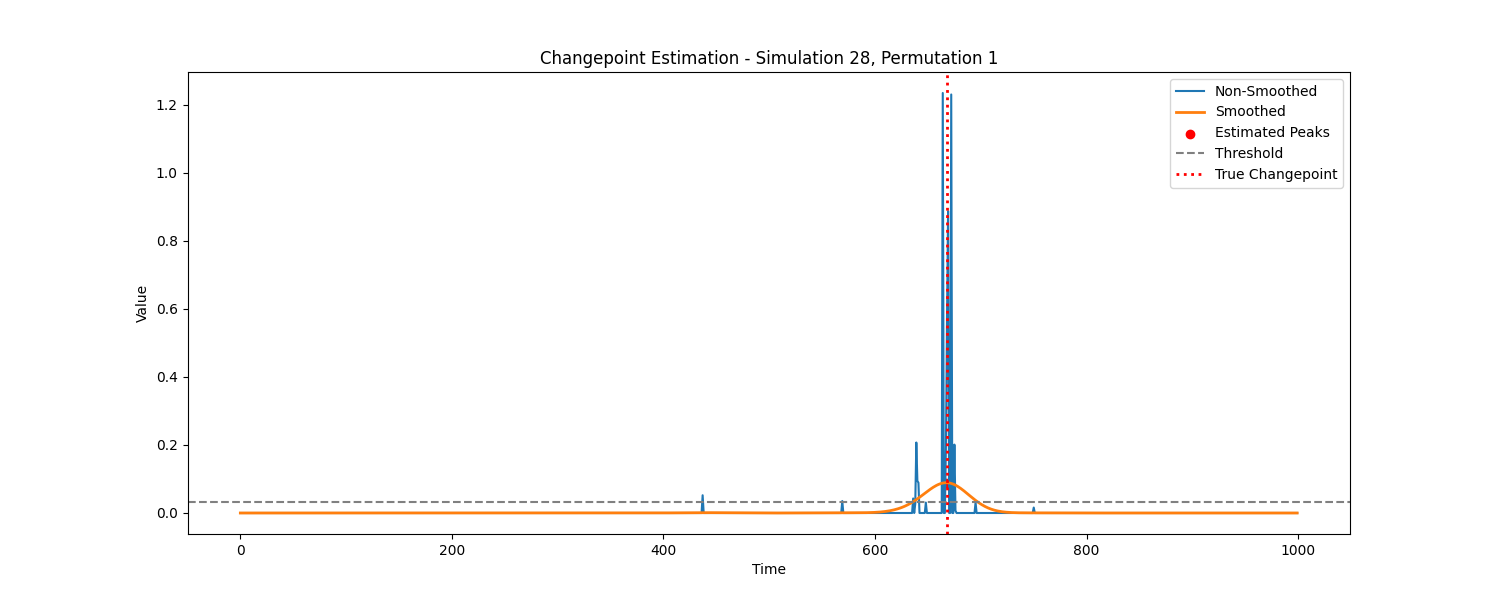 Changepoint Estimation - Simulation 28, Permutation 1
Non-Smoothed
Smoothed
Estimated Peaks
Threshold
True Changepoint
1.2
1.0
0.8
0.6
0.4
0.2
0.0
Value
0 200 400 600 800 1000
Time